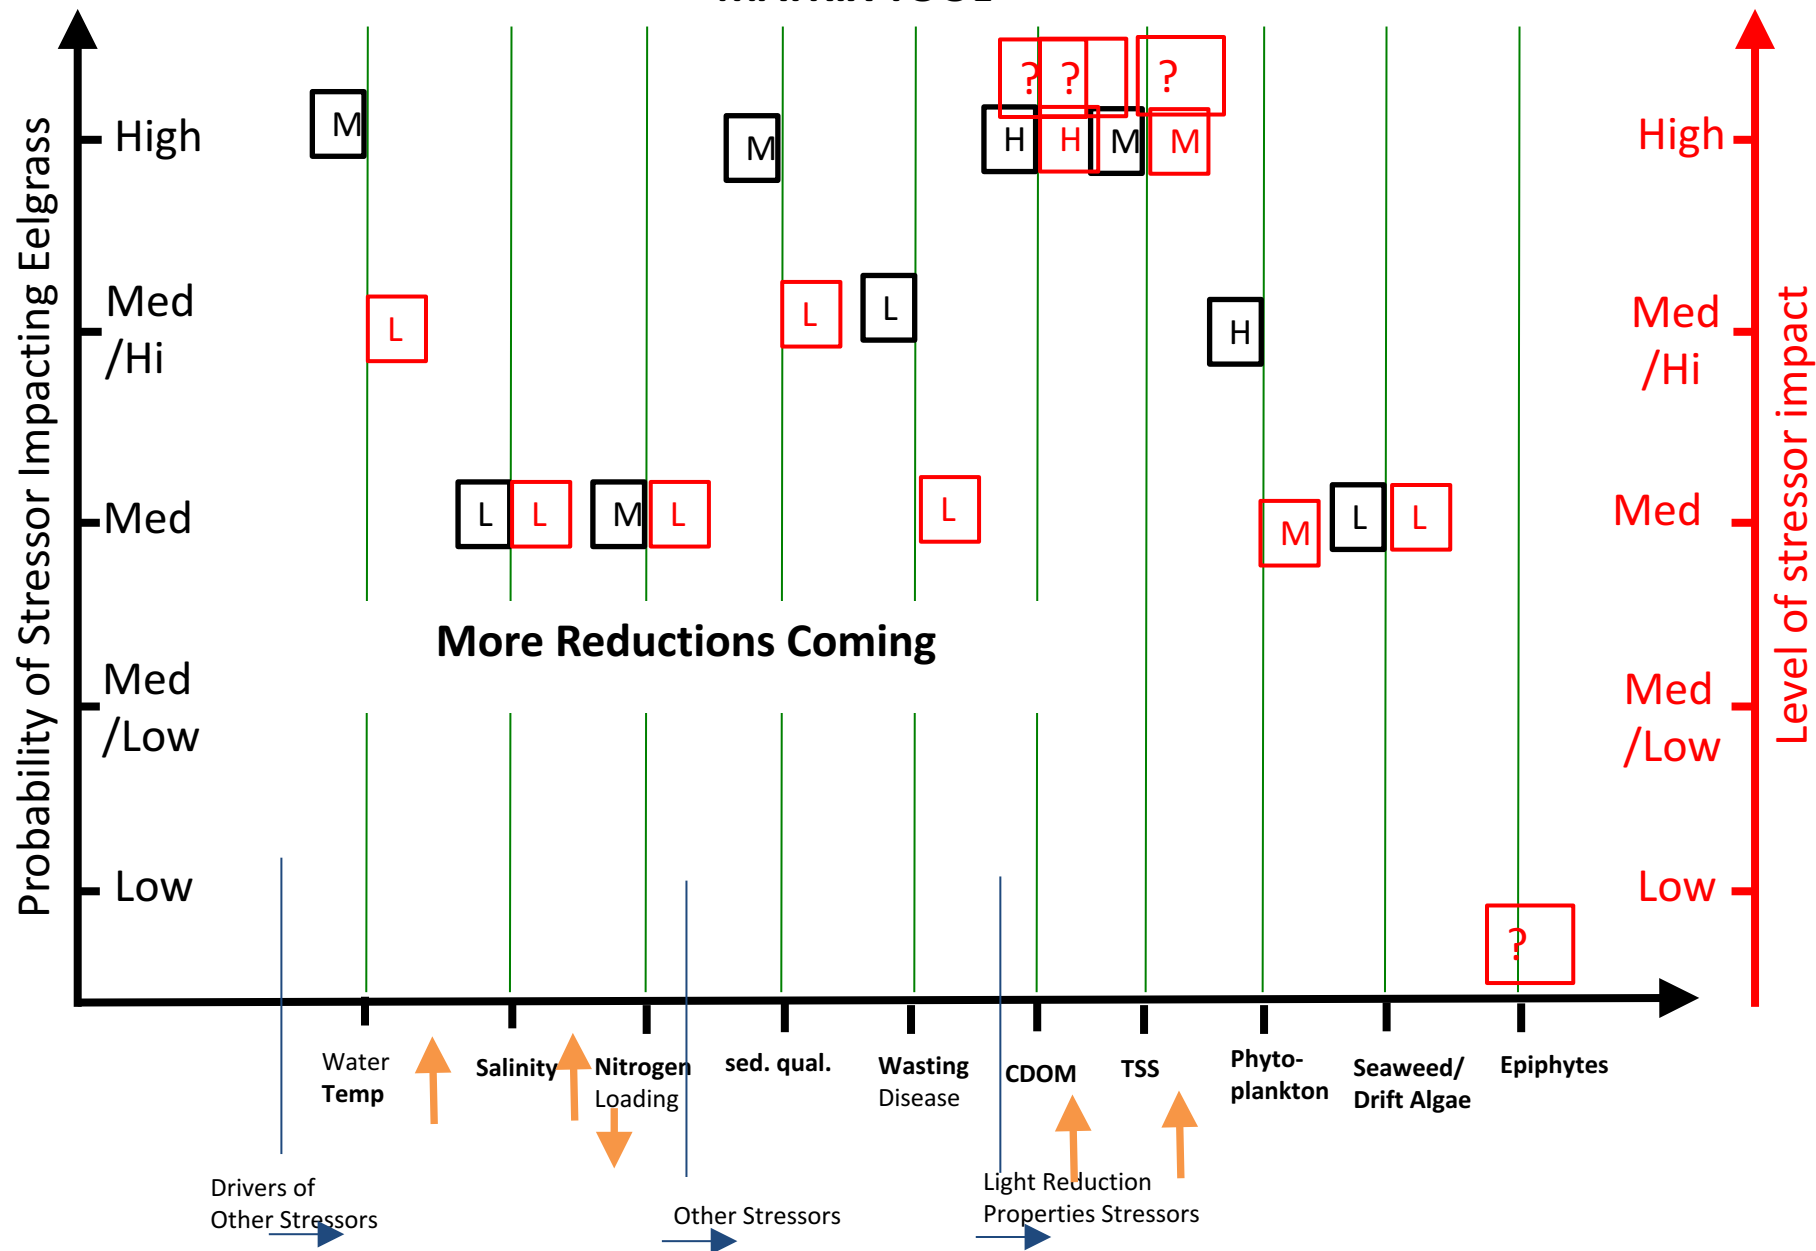 MATRIX TOOL
Probability of Stressor Impacting Eelgrass
High
Med
/Hi
Med
Med
/Low
Low
High
Med
/Hi
Med
Med
/Low
Low
Level of stressor impact
? ? ?
M M H H M M
L L L H
L L M L L M L L
More Reductions Coming
?
Water
Temp
Salinity
Nitrogen
Loading
sed. qual.
Wasting
Disease
CDOM
TSS
Phyto-
plankton
Seaweed/
Drift Algae
Epiphytes
Drivers of
Other Stressors
Other Stressors
Light Reduction
Properties Stressors